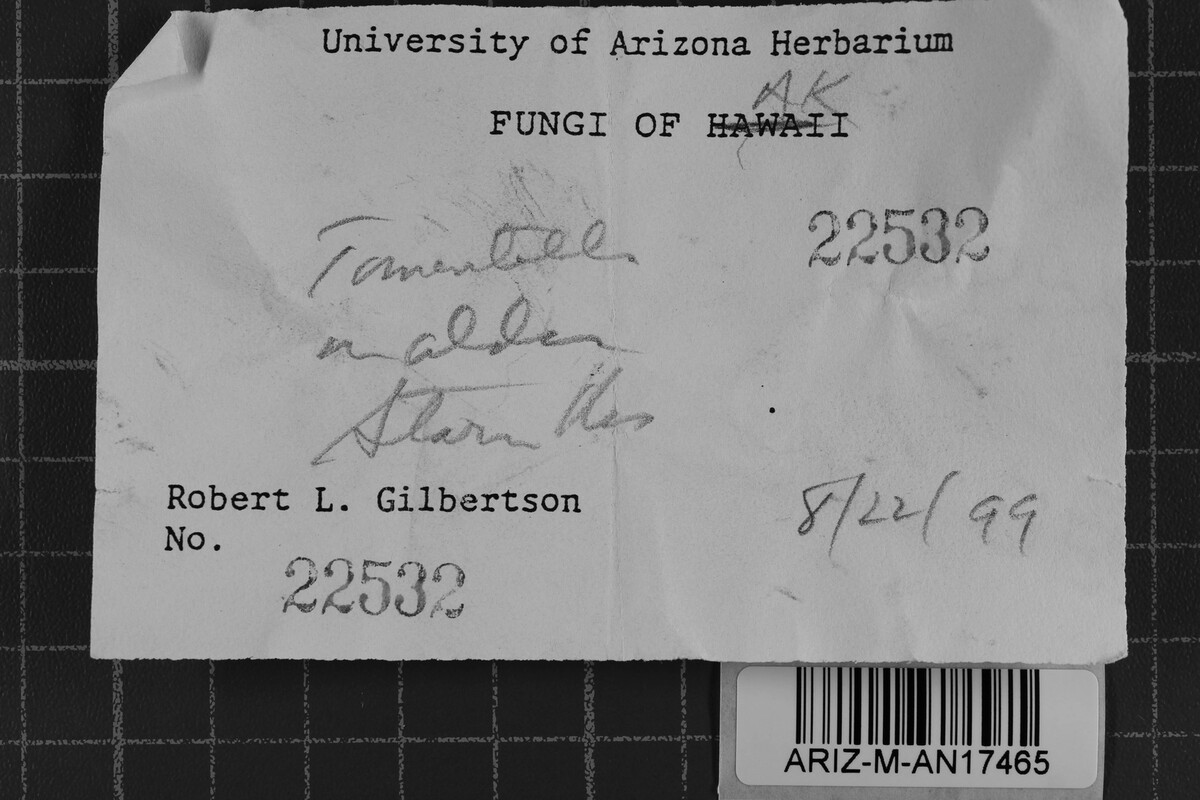 University of Arizona Herbarium
AK
FUNGI OF HAWAII
22532
Tomentella
on alder
Robert L. Gilbertson
8/22/99
No.
22532
ARIZ-M-AN17465